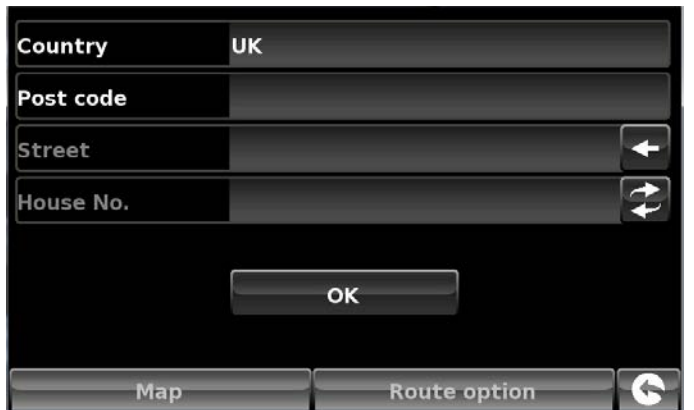 Country UK
Post code
Street
House No.
OK
Map Route option